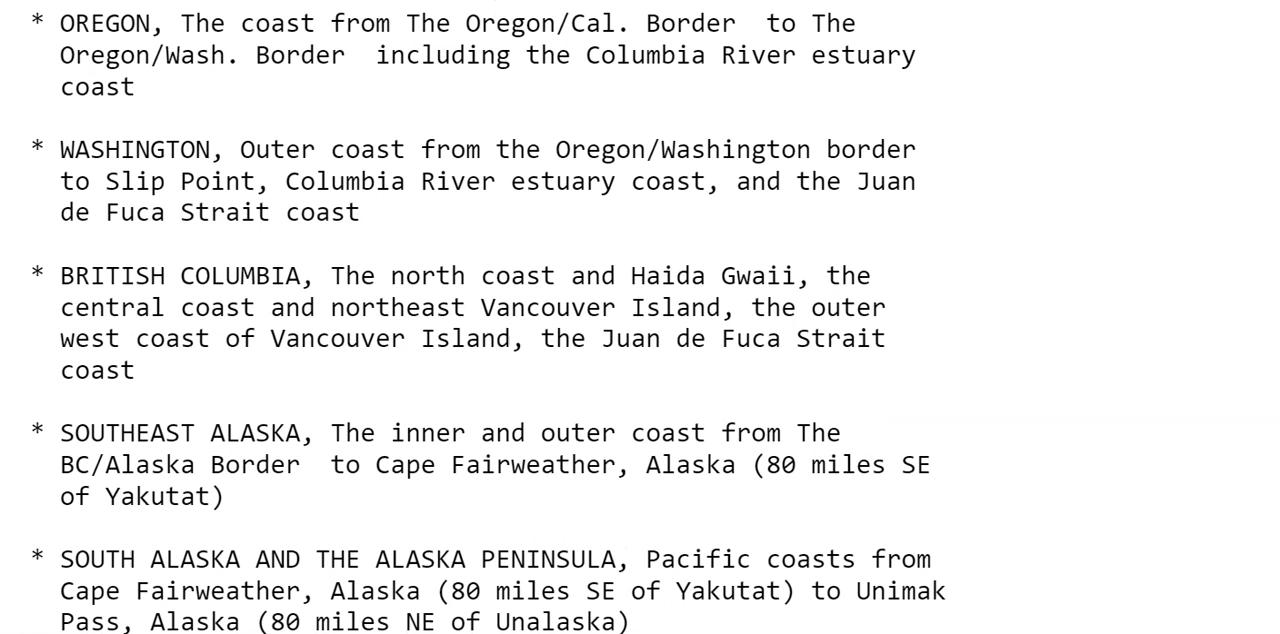 * OREGON, The coast from The Oregon/Cal. Border  to The
Oregon/Wash. Border  including the Columbia River estuary
coast
* WASHINGTON, Outer coast from the Oregon/Washington border
to Slip Point, Columbia River estuary coast, and the Juan
de Fuca Strait coast
* BRITISH COLUMBIA, The north coast and Haida Gwaii, the
central coast and northeast Vancouver Island, the outer
west coast of Vancouver Island, the Juan de Fuca Strait
coast
* SOUTHEAST ALASKA, The inner and outer coast from The
BC/Alaska Border  to Cape Fairweather, Alaska (80 miles SE
of Yakutat)
* SOUTH ALASKA AND THE ALASKA PENINSULA, Pacific coasts from
Cape Fairweather, Alaska (80 miles SE of Yakutat) to Unimak
Pass, Alaska (80 miles NE of Unalaska)